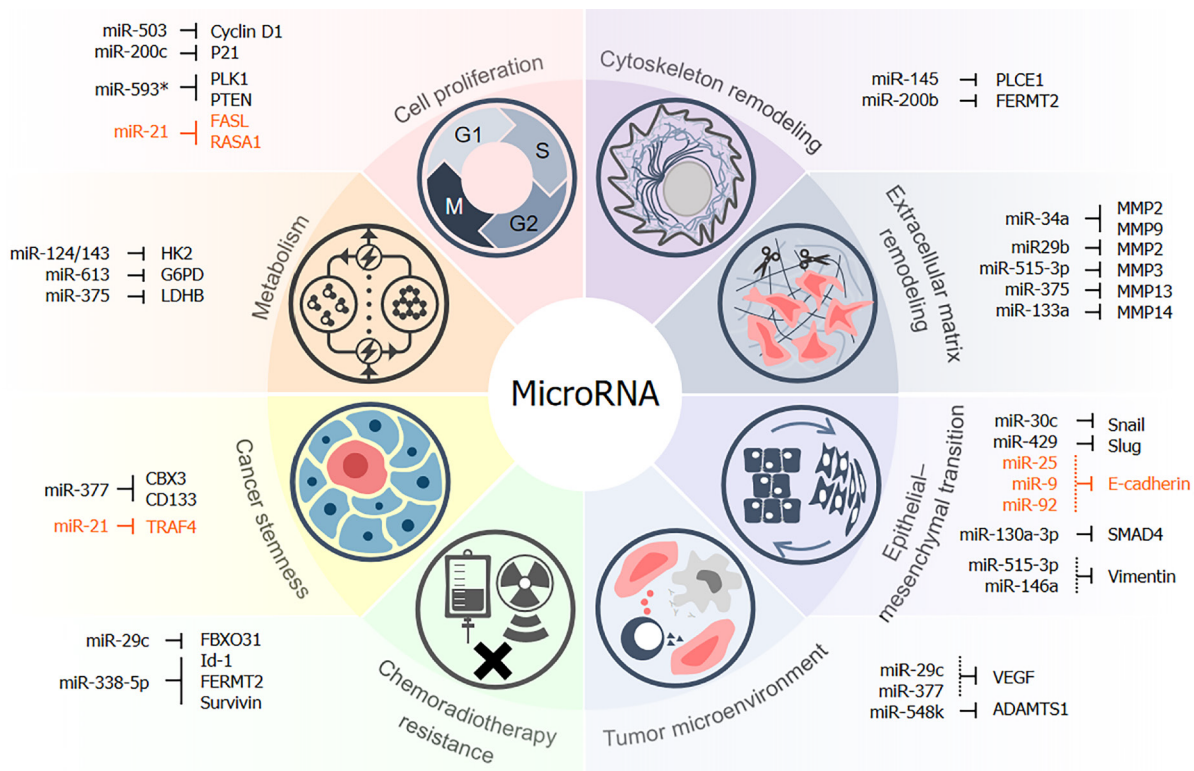 MicroRNA
Cell proliferation
miR-503 Cyclin D1
miR-200c P21
miR-593* PLK1
PTEN
miR-21 FASL
RASA1
G1
S
G2
M
Cytoskeleton remodeling
miR-145 PLCE1
miR-200b FERMT2
Extracellular matrix
remodeling
miR-34a MMP2
MMP9
miR29b MMP2
miR-515-3p MMP3
miR-375 MMP13
miR-133a MMP14
Epithelial–
mesenchymal transition
miR-30c Snail
miR-429 Slug
miR-25
miR-9 E-cadherin
miR-92
miR-130a-3p SMAD4
miR-515-3p
miR-146a
Vimentin
Tumor microenvironment
miR-29c
miR-377
VEGF
miR-548k ADAMTS1
Chemoradiotherapy
resistance
miR-29c FBXO31
miR-338-5p Id-1
FERMT2
Survivin
Cancer stemness
miR-377 CBX3
CD133
miR-21 TRAF4
Metabolism
miR-124/143 HK2
miR-613 G6PD
miR-375 LDHB